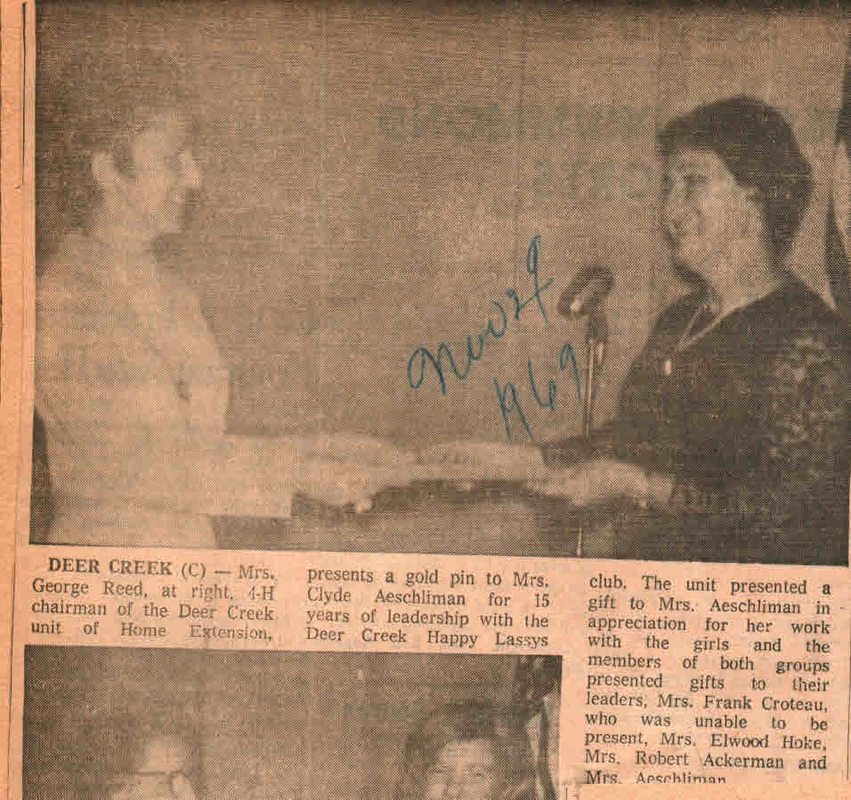 Nov 29
1969
DEER CREEK (C) — Mrs.
George Reed, at right, 4-H
chairman of the Deer Creek
unit of Home Extension,
presents a gold pin to Mrs.
Clyde Aeschliman for 15
years of leadership with the
Deer Creek Happy Lassys
club. The unit presented a
gift to Mrs. Aeschliman in
appreciation for her work
with the girls and the
members of both groups
presented gifts to their
leaders, Mrs. Frank Croteau,
who was unable to be
present, Mrs. Elwood Hoke,
Mrs. Robert Ackerman and
Mrs. Aeschliman